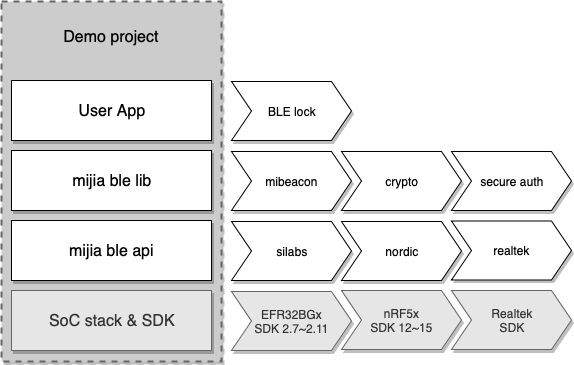 Demo project
User App
BLE lock
mijia ble lib
mibeacon
crypto
secure auth
mijia ble api
silabs
nordic
realtek
SoC stack & SDK
EFR32BGx
SDK 2.7~2.11
nRF5x
SDK 12~15
Realtek
SDK